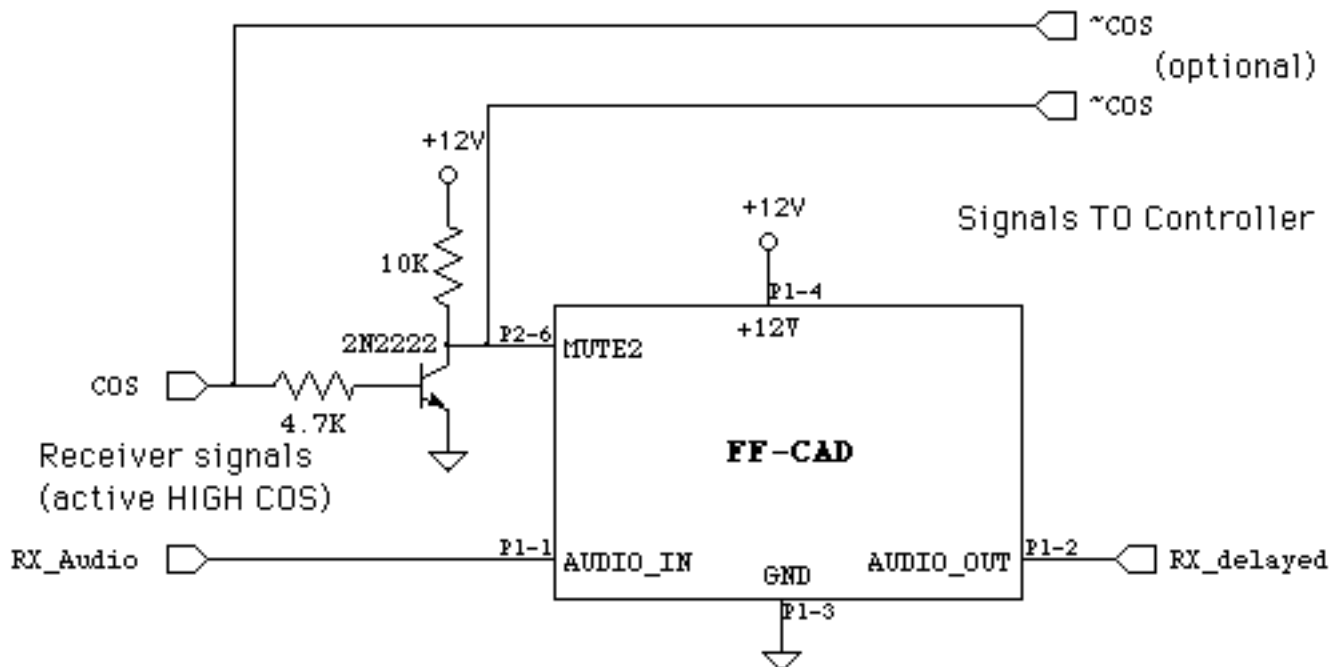 ~COS
(optional)
~COS
+12V
+12V
Signals TO Controller
10K
P1-4
+12V
2N2222
P2-6
MUTE2
COS
4.7K
FF-CAD
Receiver signals
(active HIGH COS)
RX_Audio
P1-1
AUDIO_IN
GND
AUDIO_OUT
P1-2
RX_delayed
P1-3